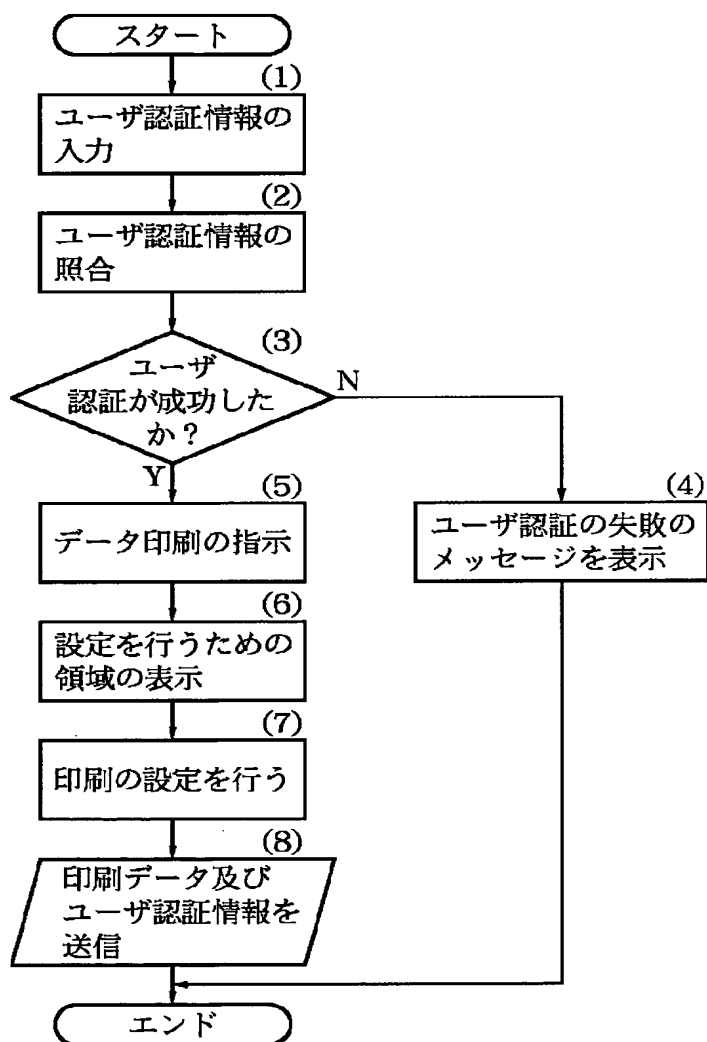 スタート
(1)
ユーザ認証情報の
入力
(2)
ユーザ認証情報の
照合
(3)
ユーザ
認証が成功した
か?
N
Y
(4)
ユーザ認証の失敗の
メッセージを表示
(5)
データ印刷の指示
(6)
設定を行うための
領域の表示
(7)
印刷の設定を行う
(8)
印刷データ及び
ユーザ認証情報を
送信
エンド